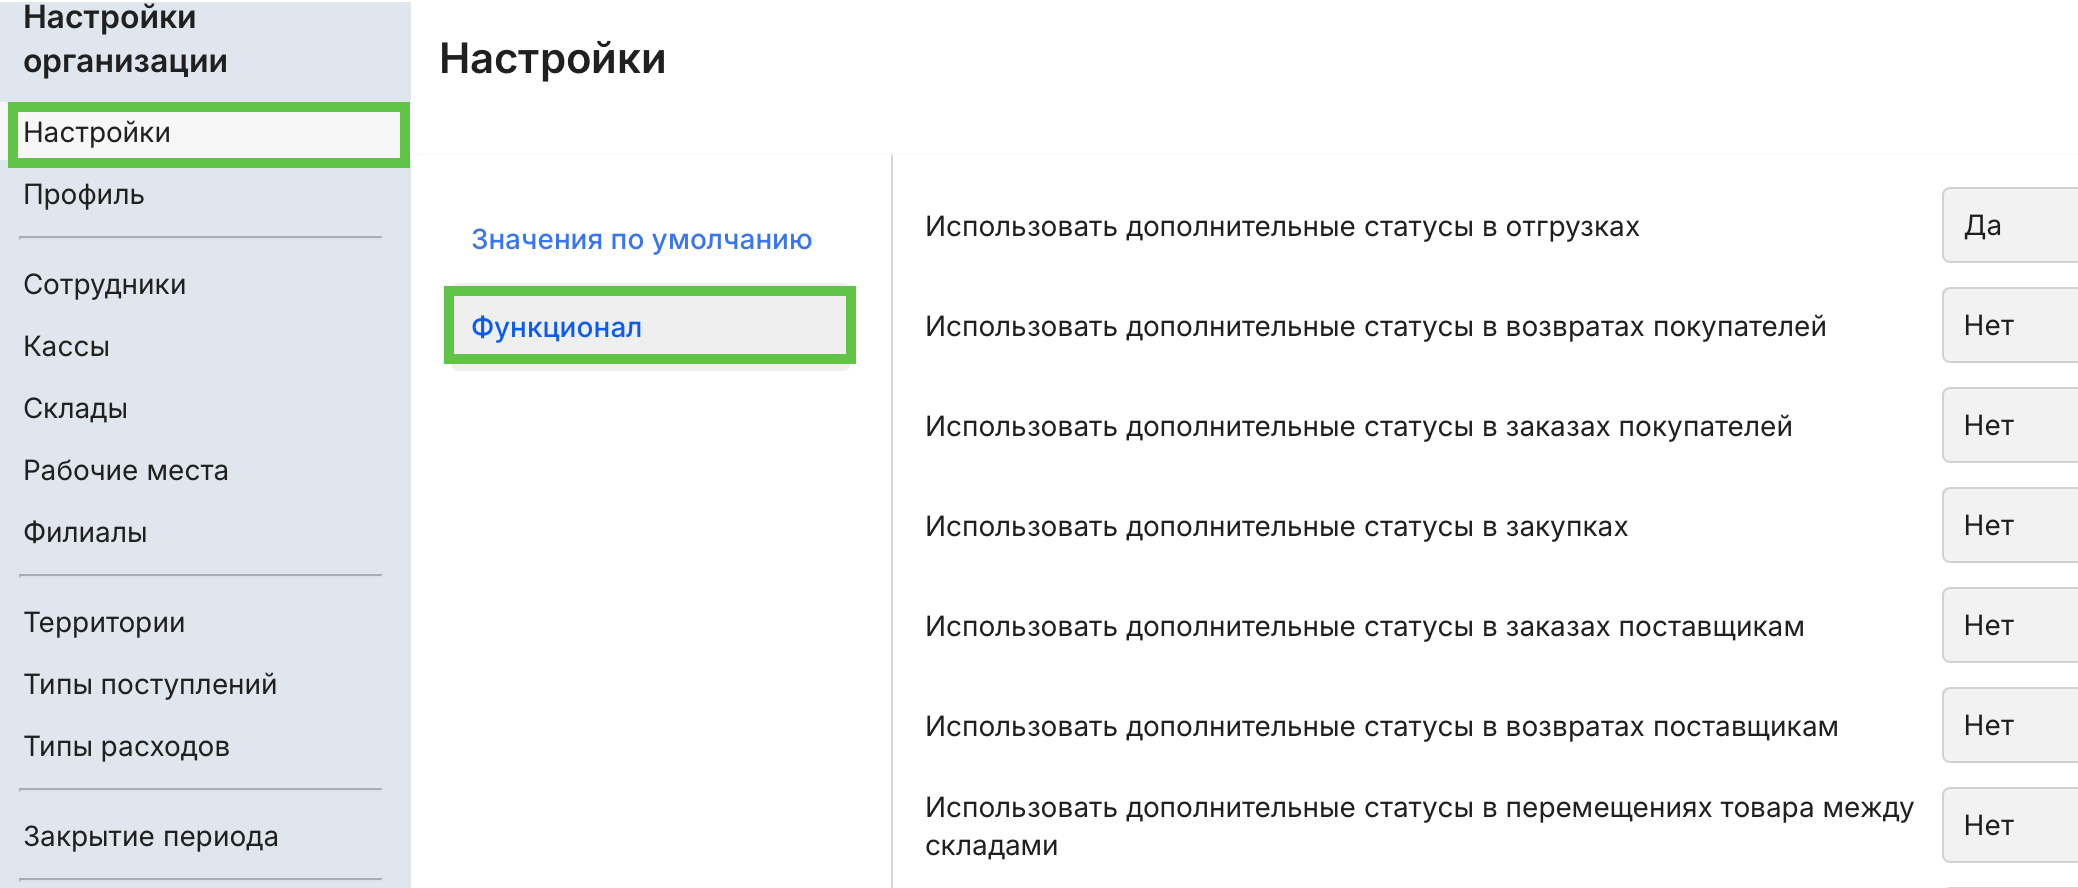 Настройки
организации
Настройки
Профиль
Сотрудники
Кассы
Склады
Рабочие места
Филиалы
Территории
Типы поступлений
Типы расходов
Закрытие периода
Настройки
Значения по умолчанию
Функционал
Использовать дополнительные статусы в отгрузках
Да
Использовать дополнительные статусы в возвратах покупателей
Нет
Использовать дополнительные статусы в заказах покупателей
Нет
Использовать дополнительные статусы в закупках
Нет
Использовать дополнительные статусы в заказах поставщикам
Нет
Использовать дополнительные статусы в возвратах поставщикам
Нет
Использовать дополнительные статусы в перемещениях товара между
складами
Нет